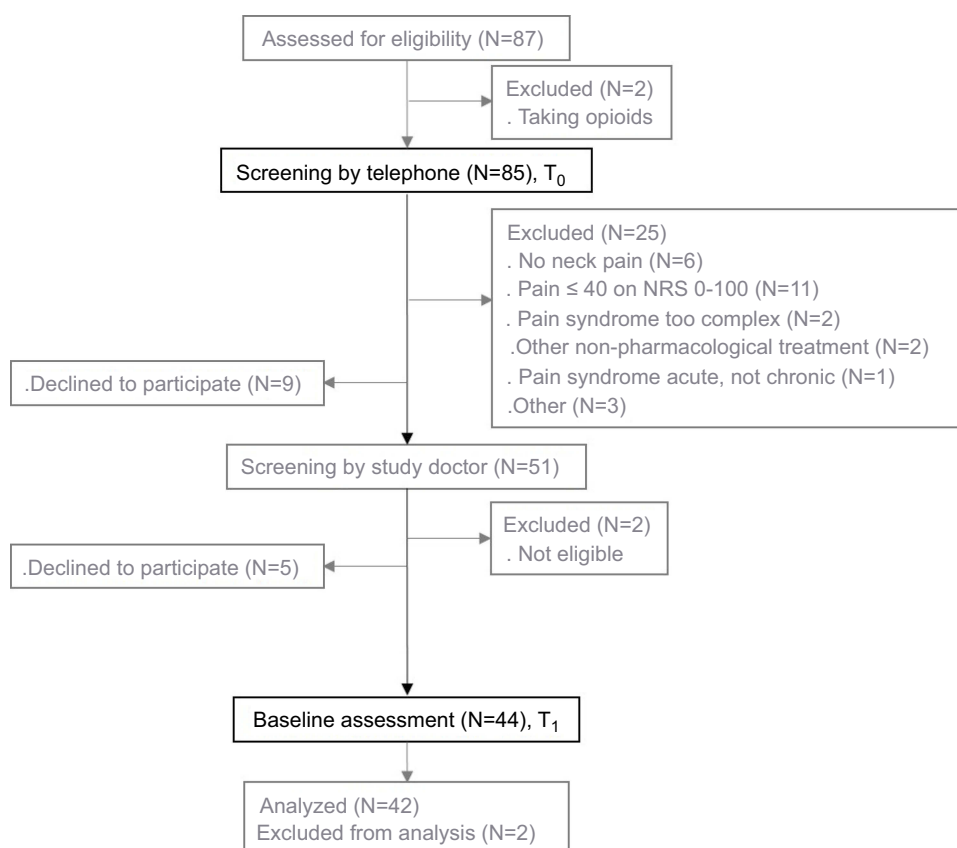 Assessed for eligibility (N=87)
Excluded (N=2)
. Taking opioids
Screening by telephone (N=85), T0
Excluded (N=25)
. No neck pain (N=6)
. Pain ≤ 40 on NRS 0-100 (N=11)
. Pain syndrome too complex (N=2)
.Other non-pharmacological treatment (N=2)
. Pain syndrome acute, not chronic (N=1)
.Other (N=3)
.Declined to participate (N=9)
Screening by study doctor (N=51)
Excluded (N=2)
. Not eligible
.Declined to participate (N=5)
Baseline assessment (N=44), T1
Analyzed (N=42)
Excluded from analysis (N=2)